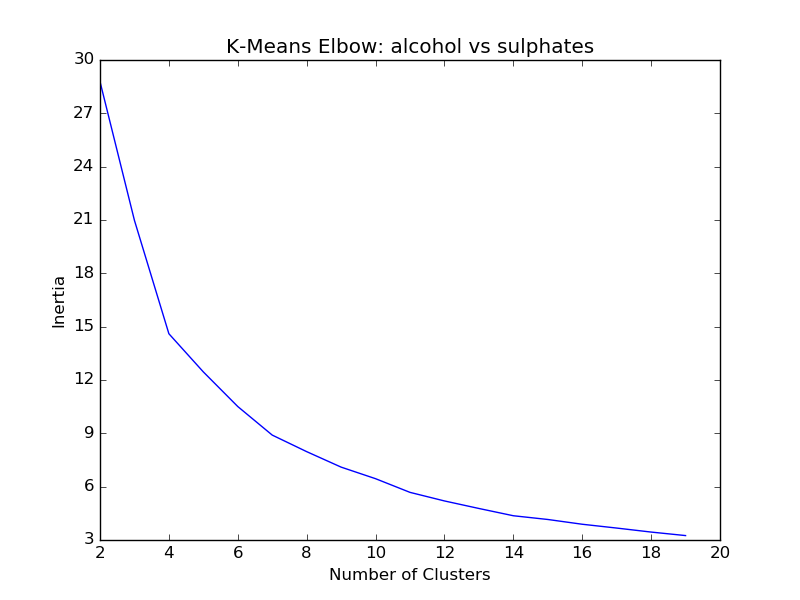 K-Means Elbow: alcohol vs sulphates
30
27
24
21
18
15
12
9
6
3
Inertia
2 4 6 8 10 12 14 16 18 20
Number of Clusters